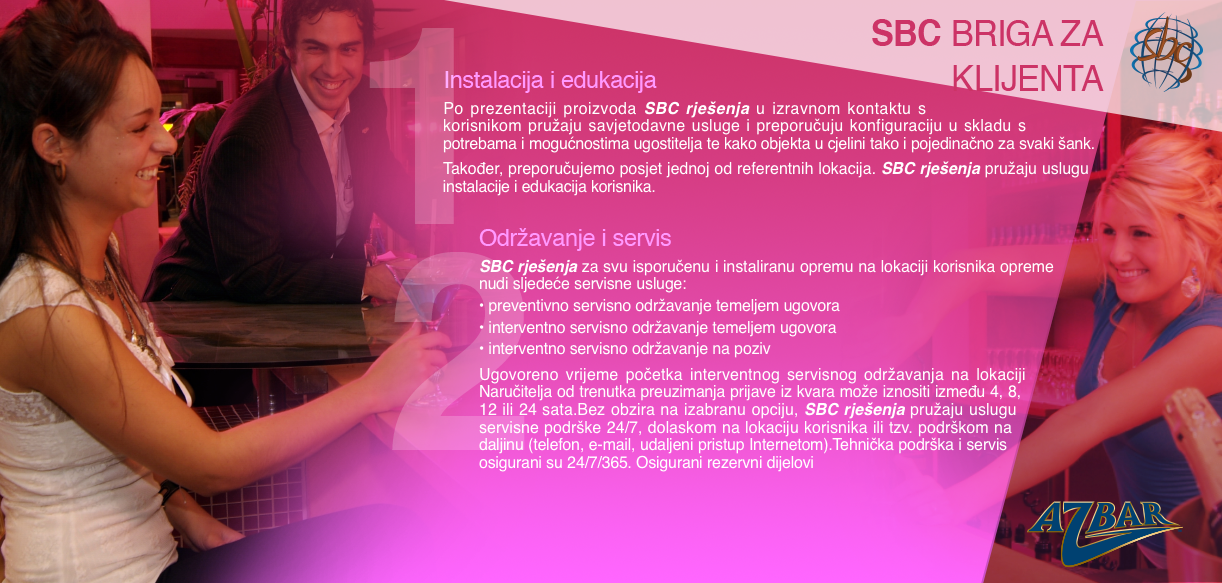 SBC BRIGA ZA
KLIJENTA
sbc
1
Instalacija i edukacija
Po prezentaciji proizvoda SBC rješenja u izravnom kontaktu s
korisnikom pružaju savjetodavne usluge i preporučuju konfiguraciju u skladu s
potrebama i mogućnostima ugostitelja te kako objekta u cjelini tako i pojedinačno za svaki šank.
Također, preporučujemo posjet jednoj od referentnih lokacija. SBC rješenja pružaju uslugu
instalacije i edukacija korisnika.
2
Održavanje i servis
SBC rješenja za svu isporučenu i instaliranu opremu na lokaciji korisnika opreme
nudi sljedeće servisne usluge:
• preventivno servisno održavanje temeljem ugovora
• interventno servisno održavanje temeljem ugovora
• interventno servisno održavanje na poziv
Ugovoreno vrijeme početka interventnog servisnog održavanja na lokaciji
Naručitelja od trenutka preuzimanja prijave iz kvara može iznositi između 4, 8,
12 ili 24 sata.Bez obzira na izabranu opciju, SBC rješenja pružaju uslugu
servisne podrške 24/7, dolaskom na lokaciju korisnika ili tzv. podrškom na
daljinu (telefon, e-mail, udaljeni pristup Internetom).Tehnička podrška i servis
osigurani su 24/7/365. Osigurani rezervni dijelovi
AZBAR